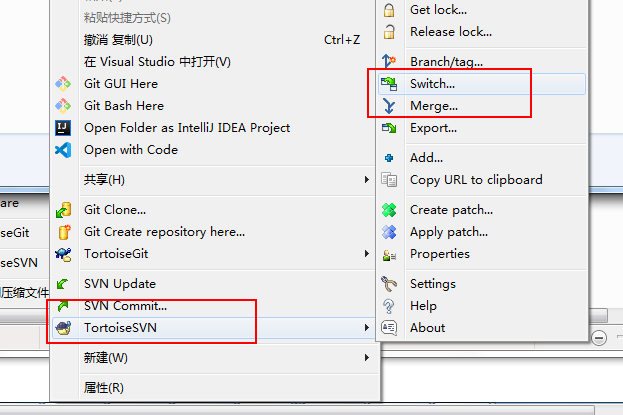 粘贴快捷方式(S)
撤消 复制(U) Ctrl+Z
在 Visual Studio 中打开(V)
Git GUI Here
Git Bash Here
Open Folder as IntelliJ IDEA Project
Open with Code
共享(H)
Git Clone...
Git Create repository here...
TortoiseGit
SVN Update
SVN Commit...
TortoiseSVN
新建(W)
属性(R)
Get lock...
Release lock...
Branch/tag...
Switch...
Merge...
Export...
Add...
Copy URL to clipboard
Create patch...
Apply patch...
Properties
Settings
Help
About
are
seGit
seSVN
压缩文件